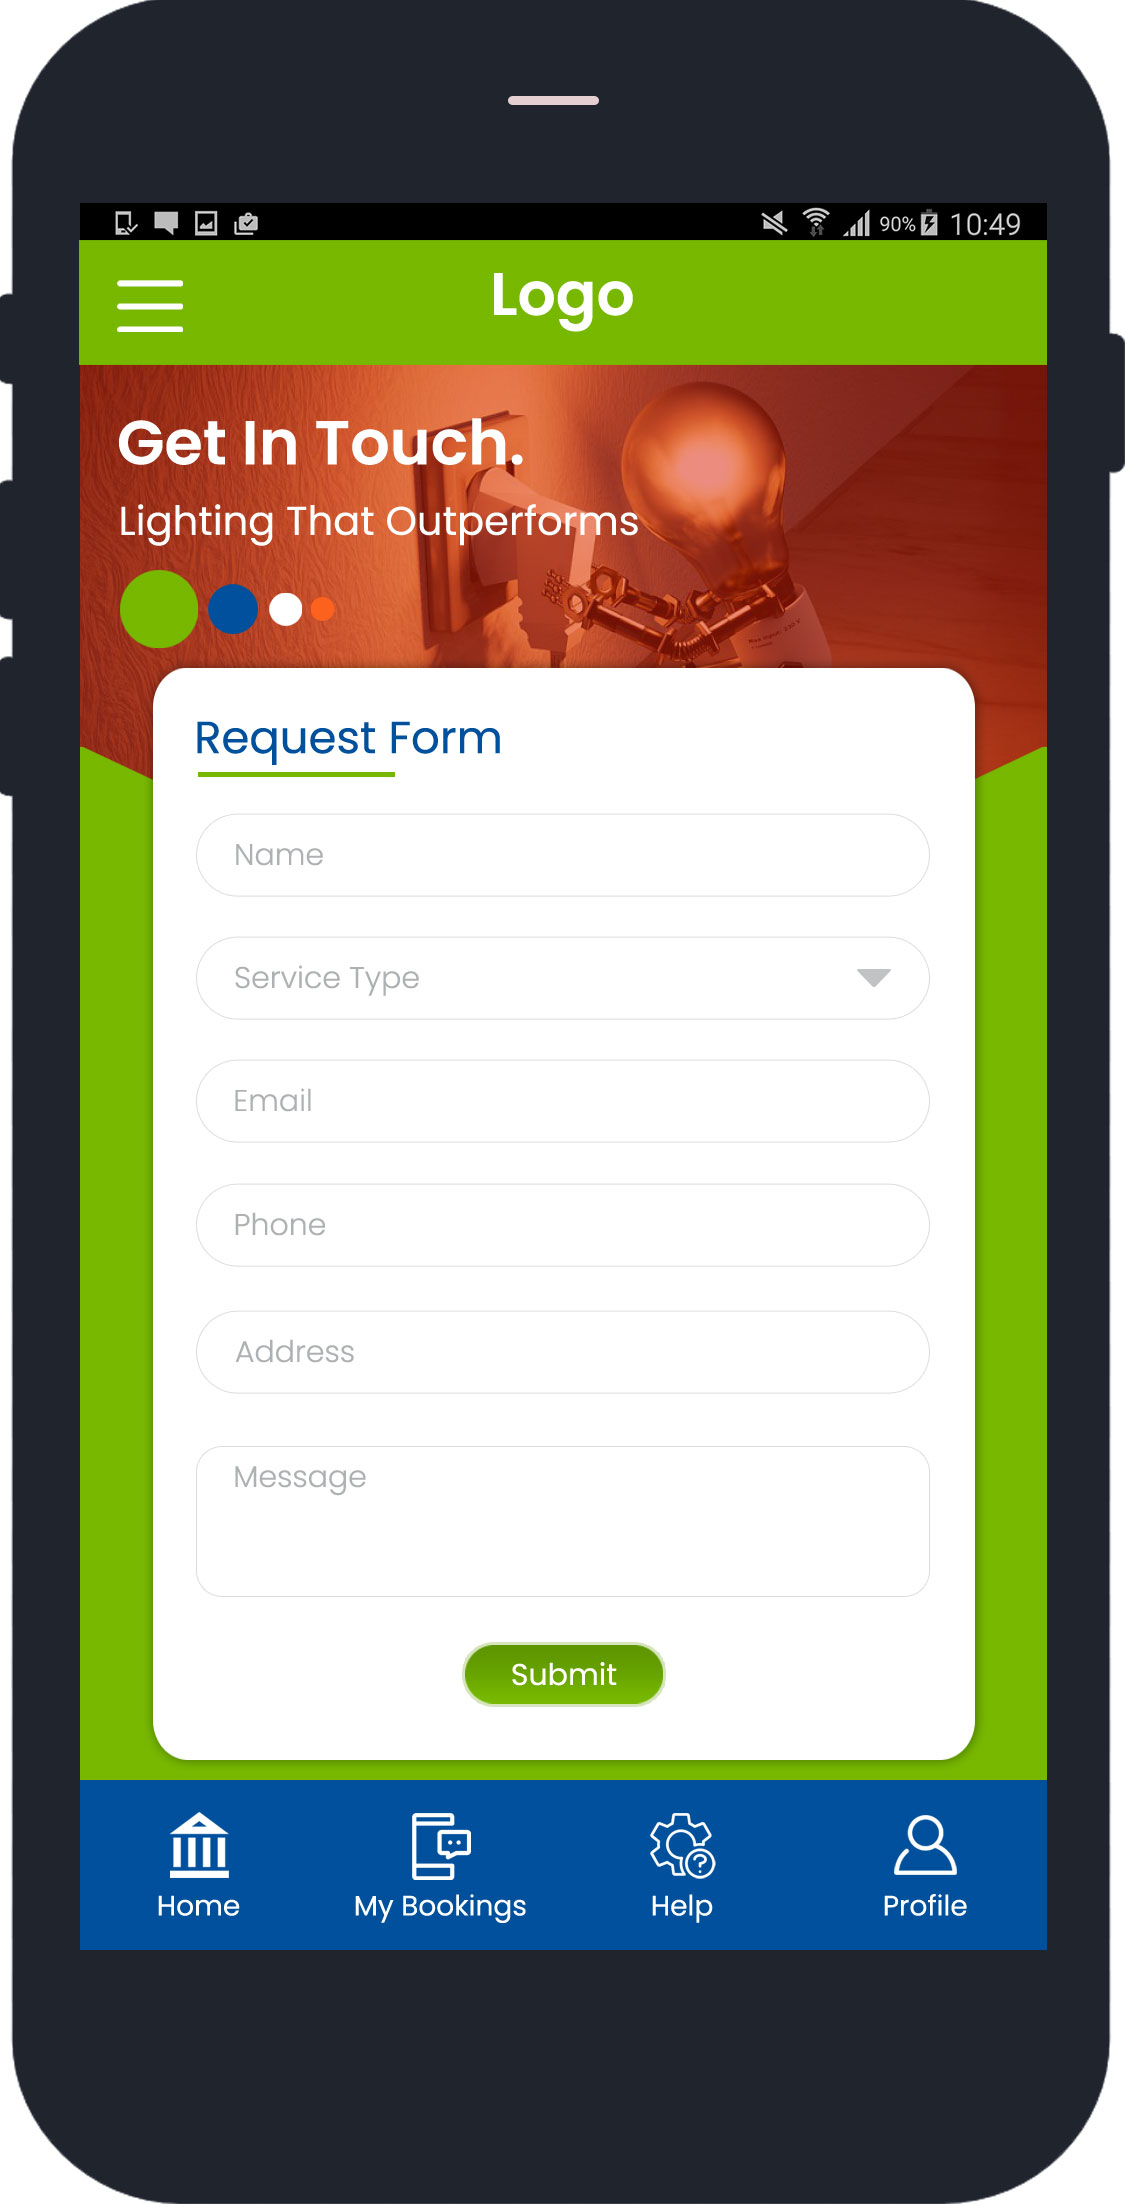 90% 10:49
Logo
Get In Touch.
Lighting That Outperforms
Request Form
Name
Service Type
Email
Phone
Address
Message
Submit
Home
My Bookings
Help
Profile